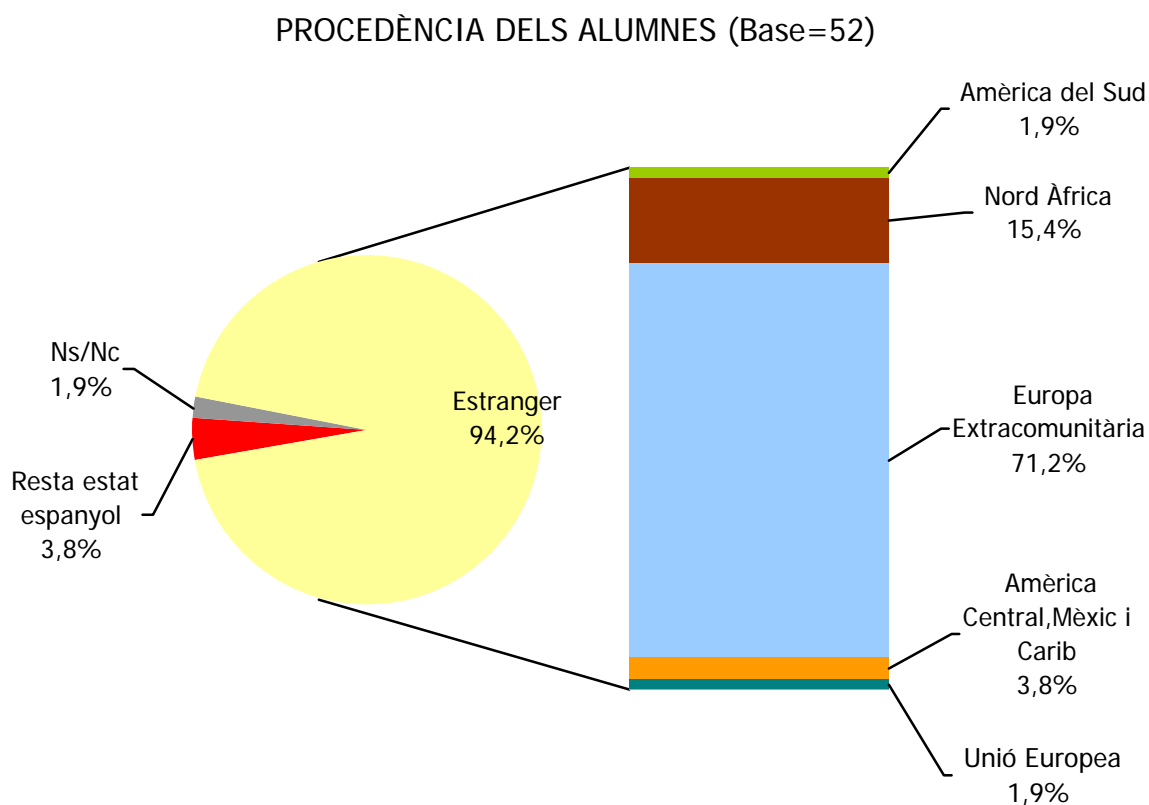 PROCEDÈNCIA DELS ALUMNES (Base=52)
Amèrica del Sud
1,9%
Nord Àfrica
15,4%
Ns/Nc
1,9%
Estranger
94,2%
Europa
Extracomunitària
71,2%
Resta estat
espanyol
3,8%
Amèrica
Central,Mèxic i
Carib
3,8%
Unió Europea
1,9%